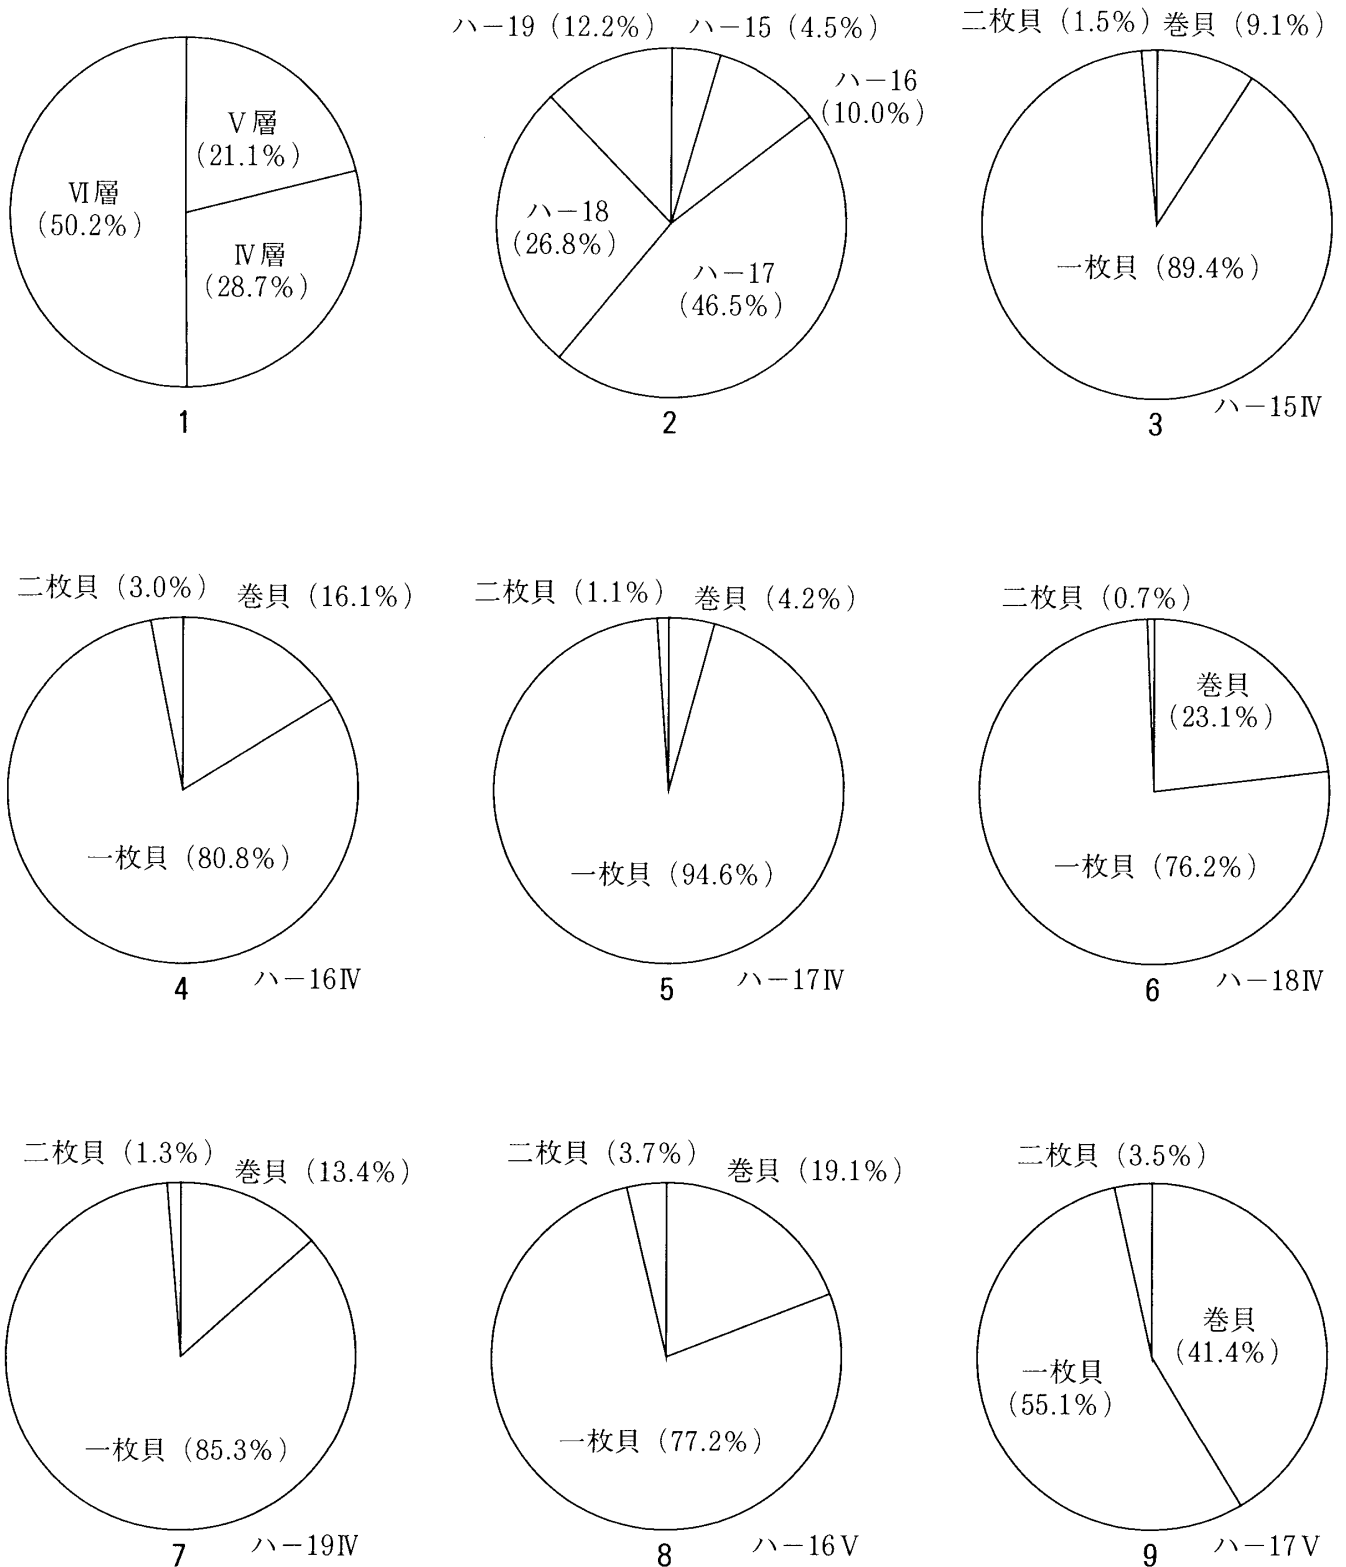 Ⅴ層
(21.1%)
Ⅵ層
(50.2%)
Ⅳ層
(28.7%)
1
ハ−19 (12.2%)
ハ−15 (4.5%)
ハ−16
(10.0%)
ハ−18
(26.8%)
ハ−17
(46.5%)
2
二枚貝 (1.5%)
巻貝 (9.1%)
一枚貝 (89.4%)
ハ−15Ⅳ
3
二枚貝 (3.0%)
巻貝 (16.1%)
一枚貝 (80.8%)
ハ−16Ⅳ
4
二枚貝 (1.1%)
巻貝 (4.2%)
一枚貝 (94.6%)
ハ−17Ⅳ
5
二枚貝 (0.7%)
巻貝
(23.1%)
一枚貝 (76.2%)
ハ−18Ⅳ
6
二枚貝 (1.3%)
巻貝 (13.4%)
一枚貝 (85.3%)
ハ−19Ⅳ
7
二枚貝 (3.7%)
巻貝 (19.1%)
一枚貝 (77.2%)
ハ−16Ⅴ
8
二枚貝 (3.5%)
巻貝
(41.4%)
一枚貝
(55.1%)
ハ−17Ⅴ
9